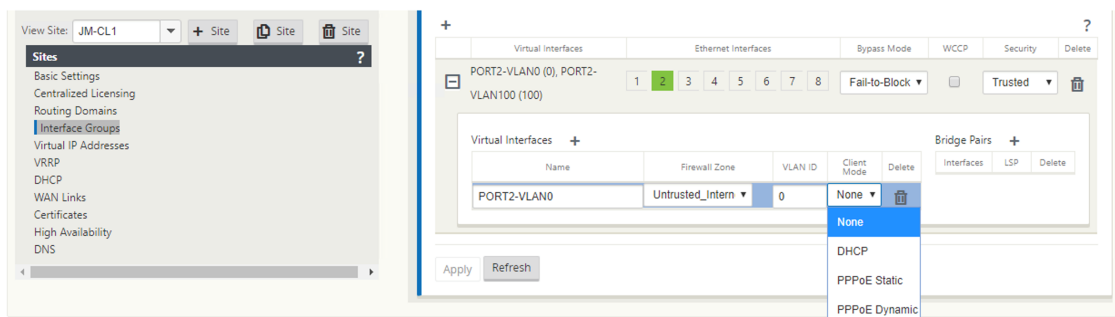 View Site: JM-CL1 + Site Site Site
Sites ?
Basic Settings
Centralized Licensing
Routing Domains
Interface Groups
Virtual IP Addresses
VRRP
DHCP
WAN Links
Certificates
High Availability
DNS
+ ?
Virtual Interfaces Ethernet Interfaces Bypass Mode WCCP Security Delete
PORT2-VLAN0 (0), PORT2-
VLAN100 (100)
1 2 3 4 5 6 7 8 Fail-to-Block Trusted
Virtual Interfaces +
Name Firewall Zone VLAN ID Client
Mode Delete
PORT2-VLAN0 Untrusted_Intern 0 None
None
DHCP
PPPoE Static
PPPoE Dynamic
Bridge Pairs +
Interfaces LSP Delete
Apply Refresh